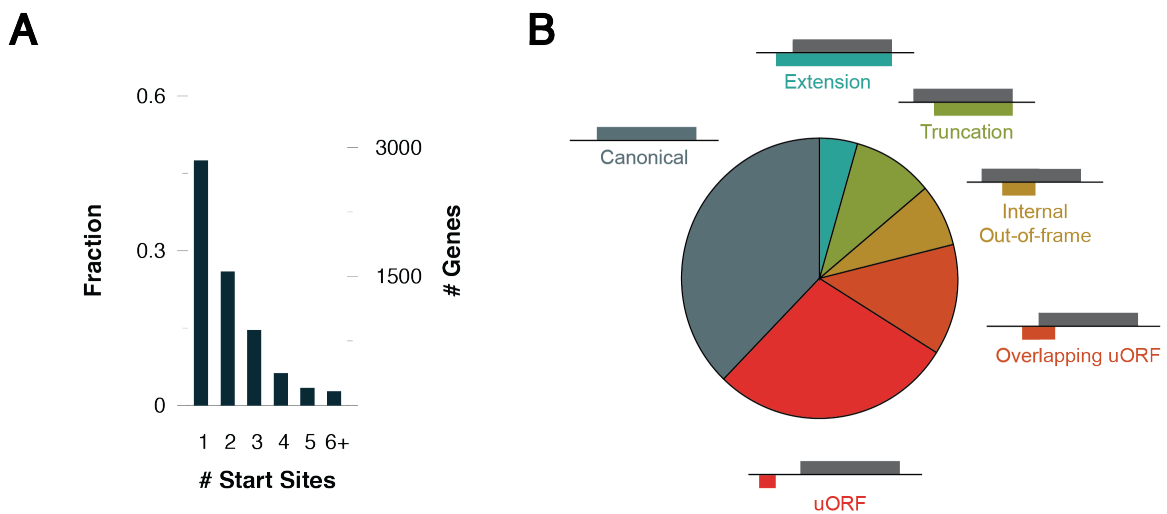 A
B
0.6
0.3
0
Fraction
3000
1500
# Genes
1 2 3 4 5 6+
# Start Sites
Extension
Truncation
Canonical
Internal
Out-of-frame
Overlapping uORF
uORF